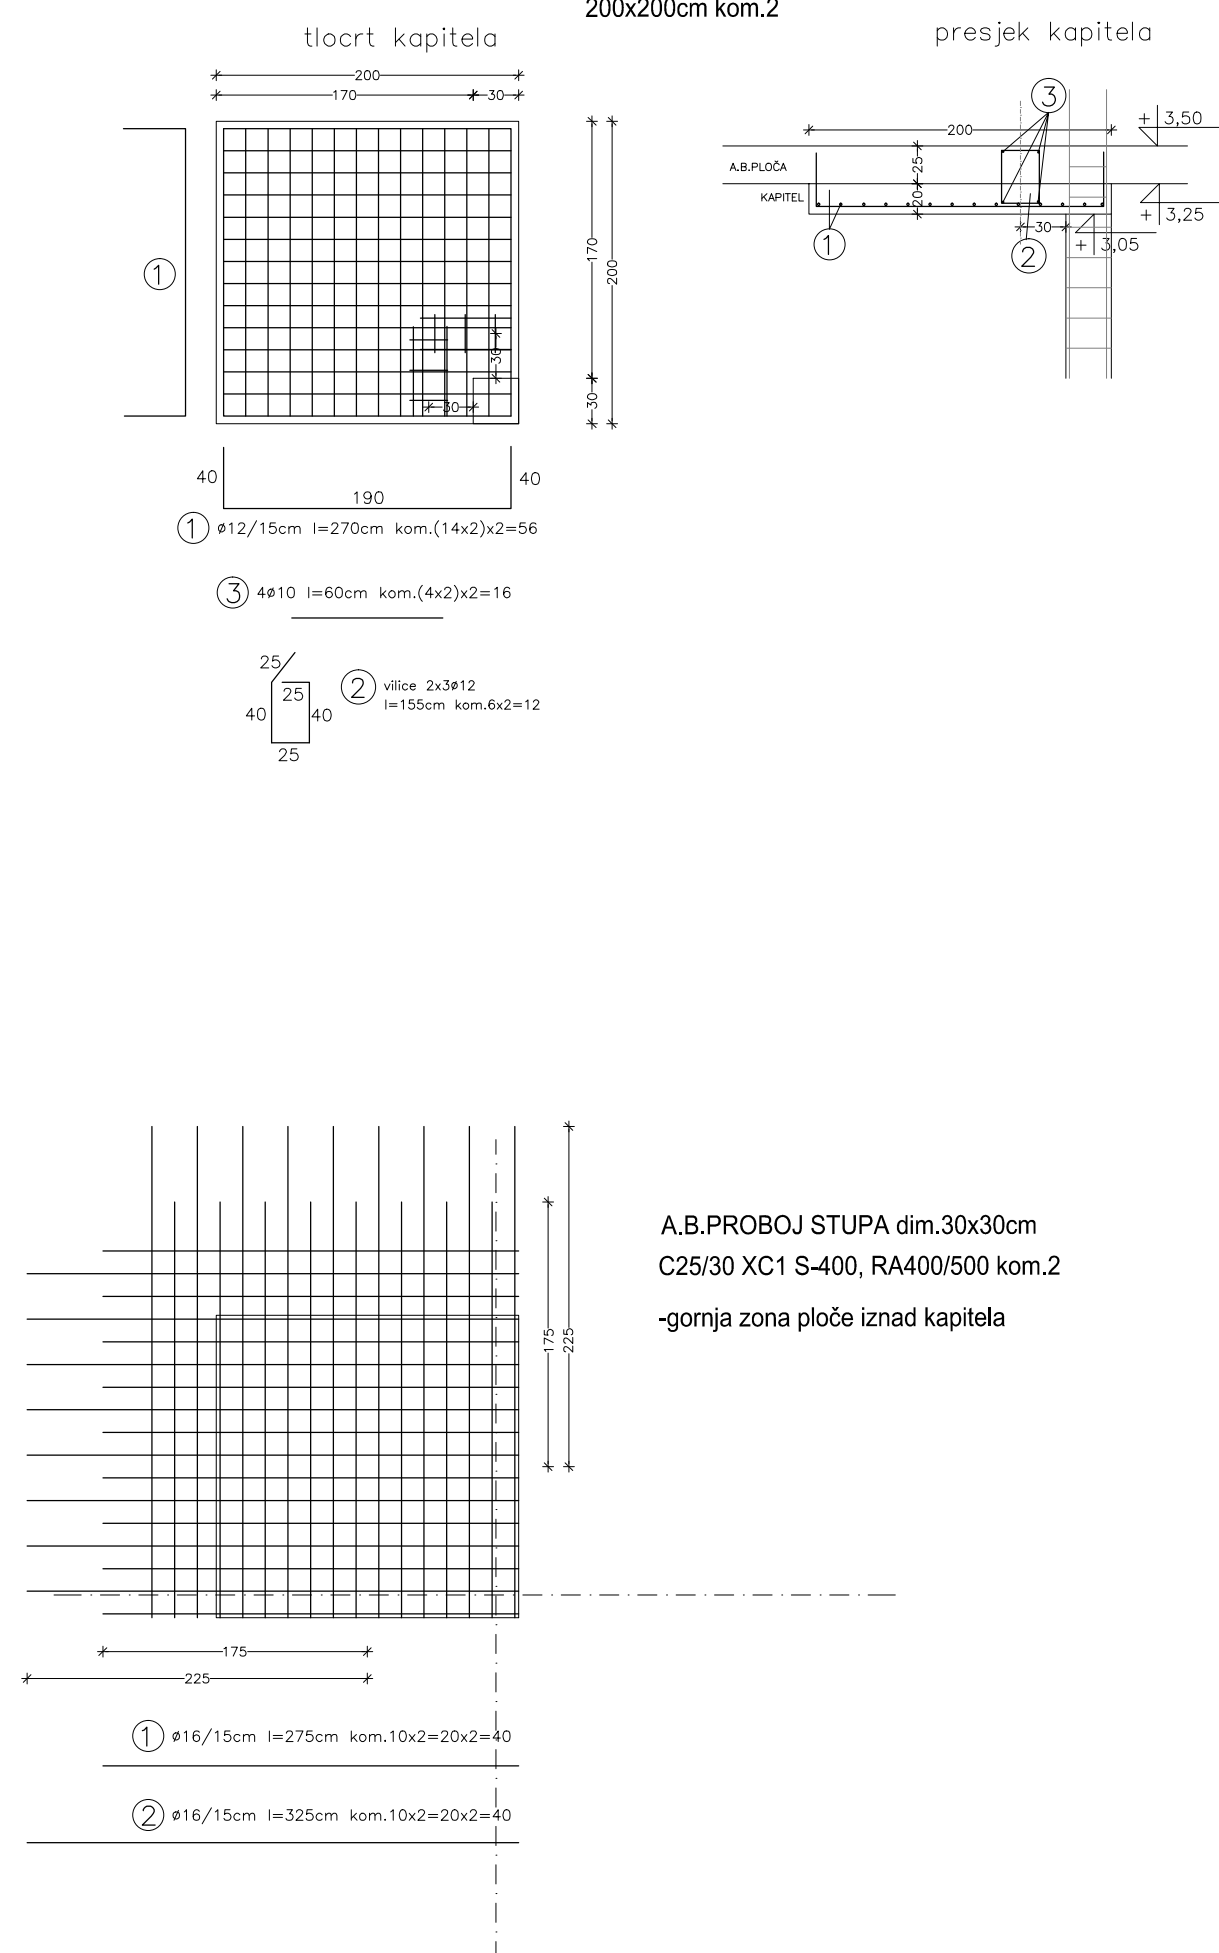 200x200cm kom.2
tlocrt kapitela
200
170
30
1
170
200
30
30
30
40
40
190
1 ø12/15cm l=270cm kom.(14x2)x2=56
3 4ø10 l=60cm kom.(4x2)x2=16
25
25
40
40
25
2 vilice 2x3ø12
l=155cm kom.6x2=12
presjek kapitela
3
200
+ 3,50
A.B.PLOČA
25
KAPITEL
20
+ 3,25
1
30
2
+ 3,05
175
225
A.B.PROBOJ STUPA dim.30x30cm
C25/30 XC1 S-400, RA400/500 kom.2
-gornja zona ploče iznad kapitela
175
225
1 ø16/15cm l=275cm kom.10x2=20x2=40
2 ø16/15cm l=325cm kom.10x2=20x2=40